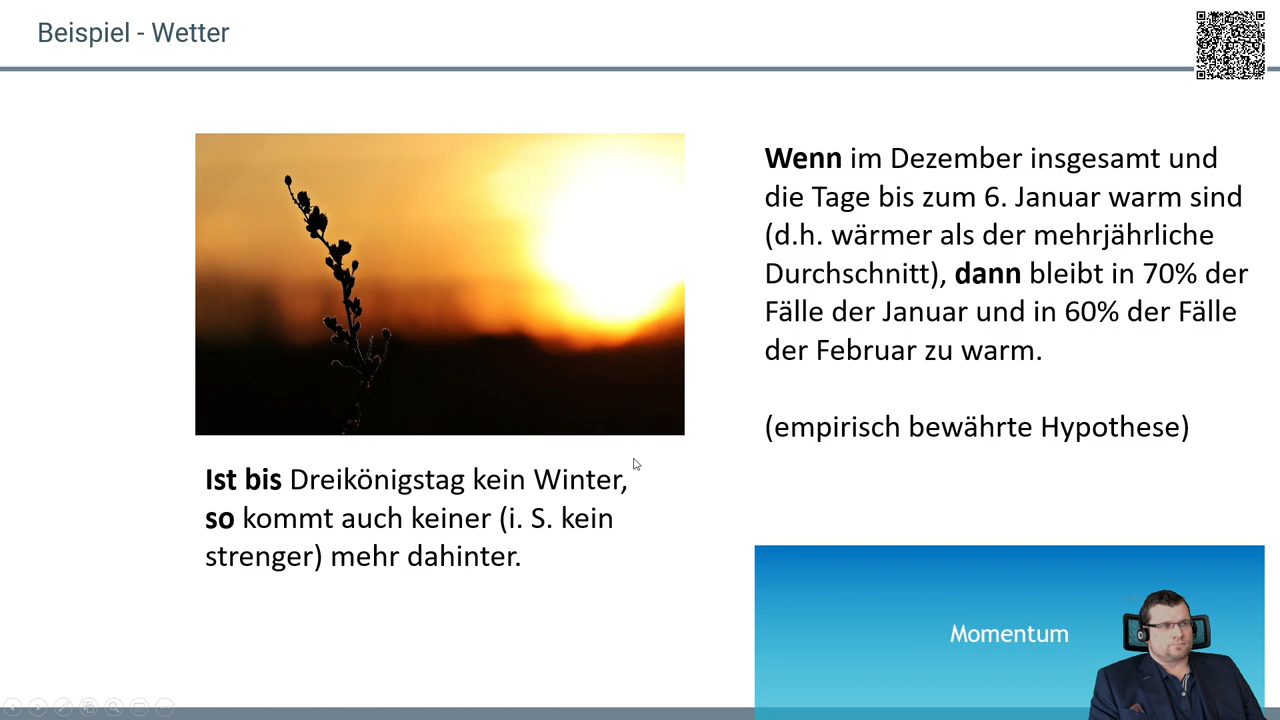 Beispiel - Wetter
Wenn im Dezember insgesamt und
die Tage bis zum 6. Januar warm sind
(d.h. wärmer als der mehrjährliche
Durchschnitt), dann bleibt in 70% der
Fälle der Januar und in 60% der Fälle
der Februar zu warm.
(empirisch bewährte Hypothese)
Ist bis Dreikönigstag kein Winter,
so kommt auch keiner (i. S. kein
strenger) mehr dahinter.
Momentum